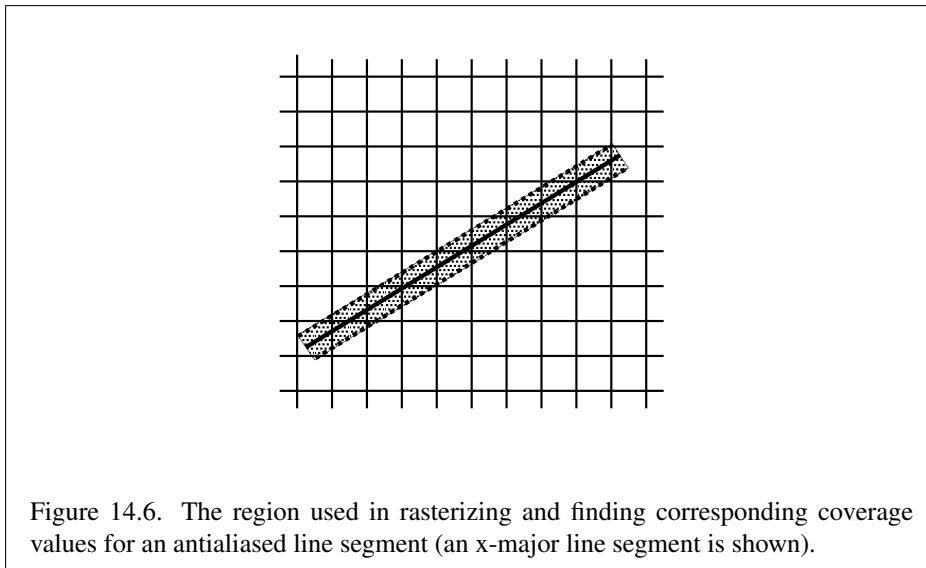 Figure 14.6. The region used in rasterizing and finding corresponding coverage
values for an antialiased line segment (an x-major line segment is shown).